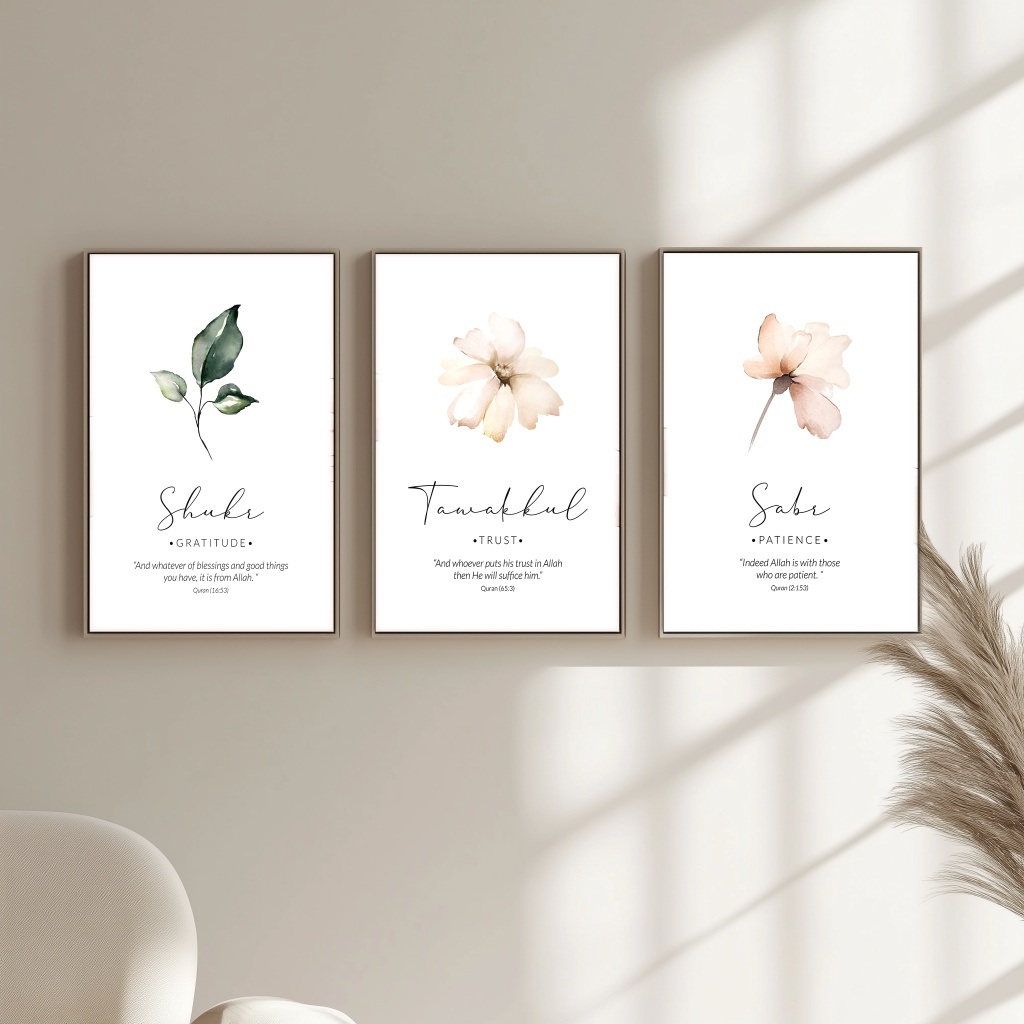 Shukr
•GRATITUDE•
"And whatever of blessings and good things
you have, it is from Allah. "
Quran (16:53)
Tawakkul
•TRUST•
"And whoever puts his trust in Allah
then He will suffice him."
Quran (65:3)
Sabr
•PATIENCE•
"Indeed Allah is with those
who are patient. "
Quran (2:153)